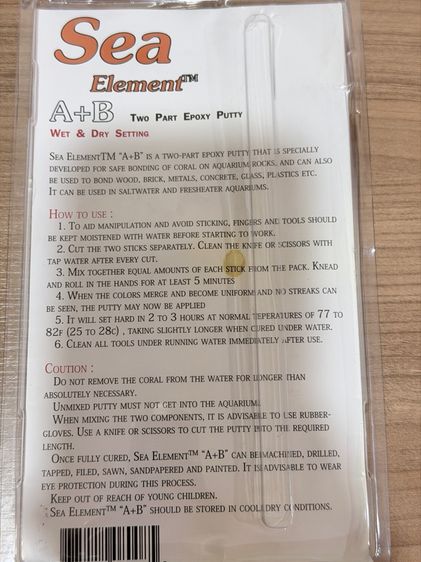 Sea
Element™
A+B Two Part Epoxy Putty
Wet & Dry Setting
Sea ElementTM "A+B" is a two-part epoxy putty that is specially
developed for safe bonding of coral on aquarium rocks. and can also
be used to bond wood, brick, metals, concrete, glass, plastics etc.
It can be used in saltwater and fresheater aquariums.
How to use :
1. To aid manipulation and avoid sticking, fingers and tools should
be kept moistened with water before starting to work.
2. Cut the two sticks separately. Clean the knife or scissors with
tap water after every cut.
3. Mix together equal amounts of each stick from the pack. Knead
and roll in the hands for at least 5 minutes
4. When the colors merge and become uniform and no streaks can
be seen, the putty may now be applied
5. It will set hard in 2 to 3 hours at normal temperatures of 77 to
82f (25 to 28c) , taking slightly longer when cured under water.
6. Clean all tools under running water immediately after use.
Coution :
Do not remove the coral from the water for longer than
absolutely necessary.
Unmixed putty must not get into the aquarium.
When mixing the two components, it is advisable to use rubber-
gloves. Use a knife or scissors to cut the putty into the required
length.
Once fully cured, Sea Element™ "A+B" can be machined, drilled,
tapped, filed, sawn, sandpapered and painted. It is advisable to wear
eye protection during this process.
Keep out of reach of young children.
Sea Element™ "A+B" should be stored in cool dry conditions.